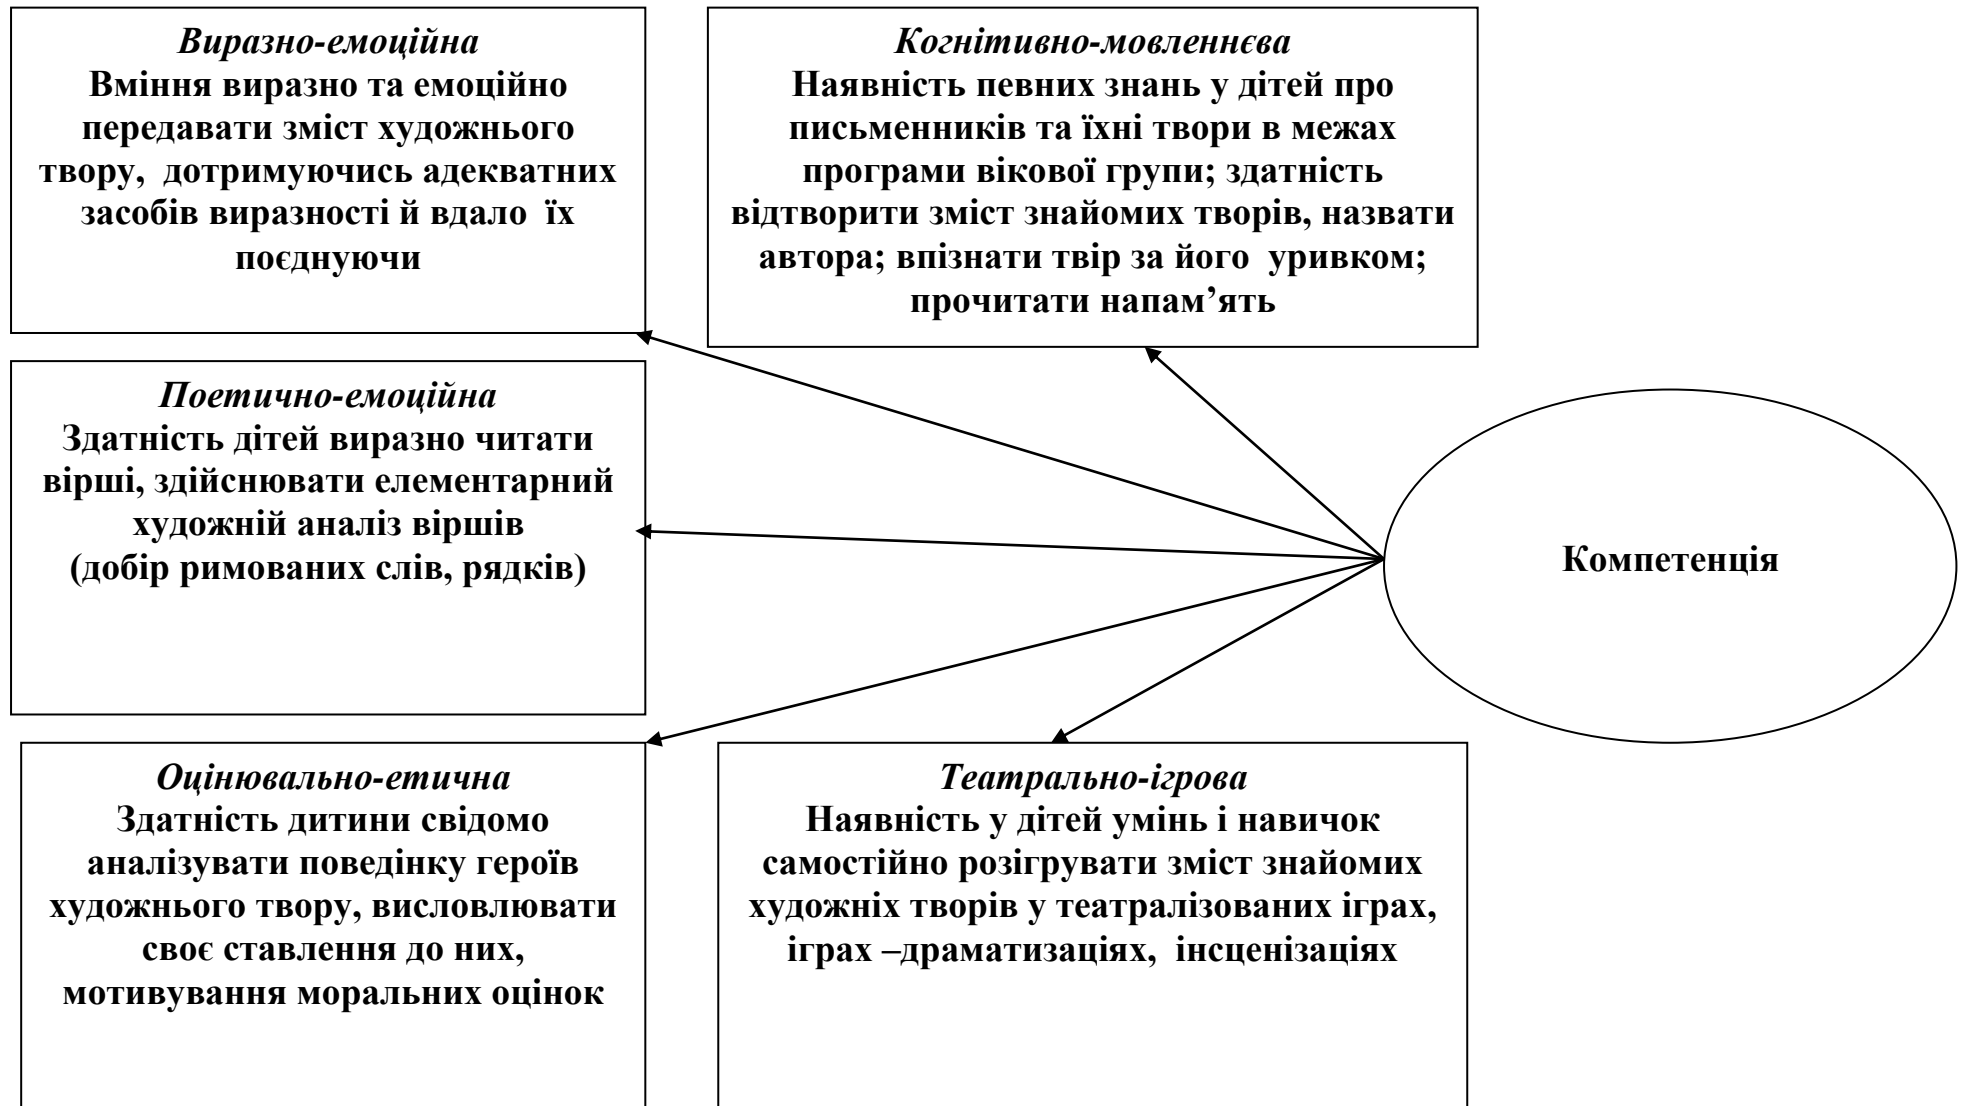 Виразно-емоційна
Вміння виразно та емоційно
передавати зміст художнього
твору, дотримуючись адекватних
засобів виразності й вдало їх
поєднуючи
Когнітивно-мовленнєва
Наявність певних знань у дітей про
письменників та їхні твори в межах
програми вікової групи; здатність
відтворити зміст знайомих творів, назвати
автора; впізнати твір за його уривком;
прочитати напам’ять
Поетично-емоційна
Здатність дітей виразно читати
вірші, здійснювати елементарний
художній аналіз віршів
(добір римованих слів, рядків)
Компетенція
Оцінювально-етична
Здатність дитини свідомо
аналізувати поведінку героїв
художнього твору, висловлювати
своє ставлення до них,
мотивування моральних оцінок
Театрально-ігрова
Наявність у дітей умінь і навичок
самостійно розігрувати зміст знайомих
художніх творів у театралізованих іграх,
іграх –драматизаціях, інсценізаціях